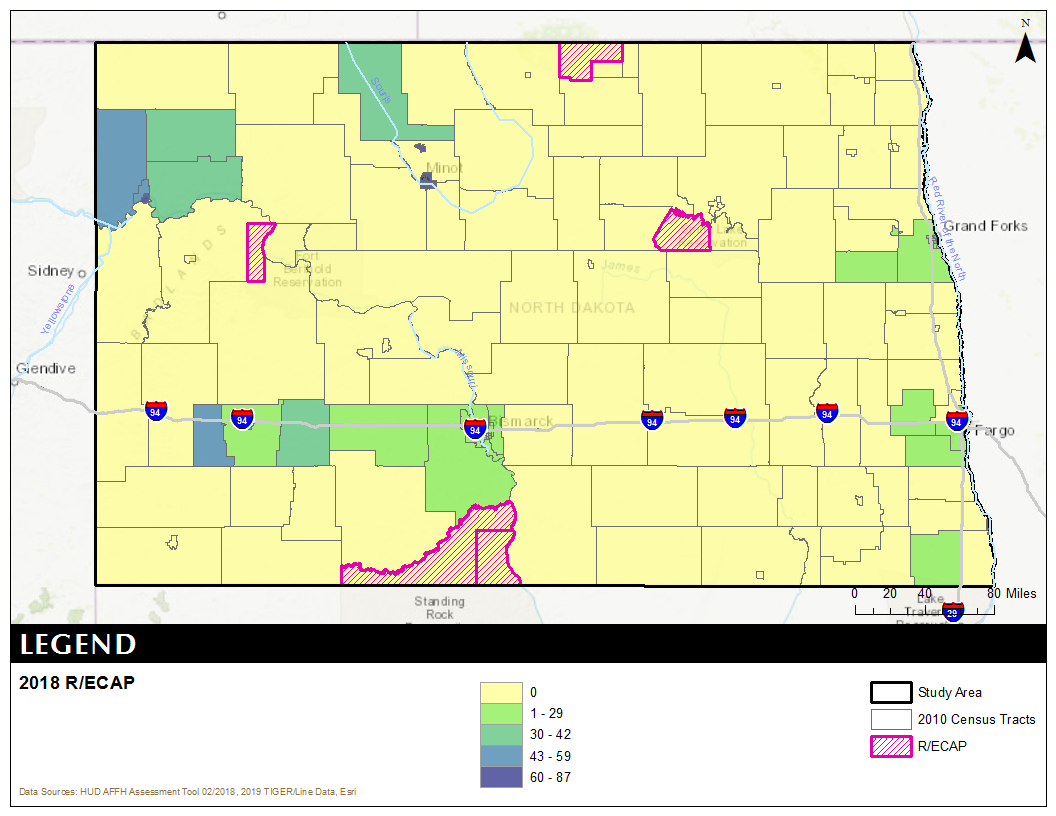 N
Souris
Minot
Red River of the North
Grand Forks
Lake
Sidney
BADLANDS
Fort
Berthold
Reservation
James
NORTH DAKOTA
Yellowstone
Missouri
Glendive
94
94
94
94
94
94
94
Bismarck
Fargo
0 20 40 80 Miles
Standing
Rock
Lake
29
LEGEND
2018 R/ECAP
0
1 - 29
30 - 42
43 - 59
60 - 87
Study Area
2010 Census Tracts
R/ECAP
Data Sources: HUD AFFH Assessment Tool 02/2018, 2019 TIGER/Line Data, Esri